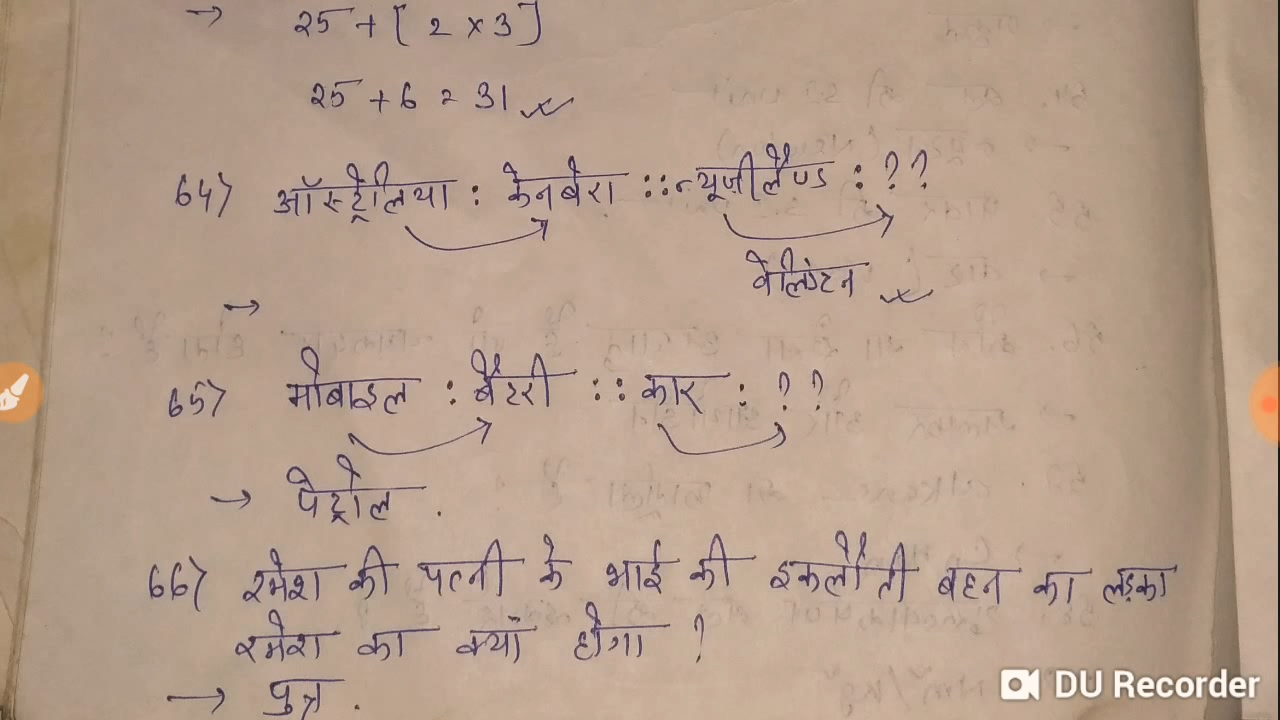 → 25 + [ 2 × 3 ]
25 + 6 = 31
64) ऑस्ट्रेलिया : केनबेरा :: न्यूजीलैण्ड : ??
वेलिंग्टन
→
65) मोबाइल : बैटरी :: कार : ??
→ पेट्रोल .
66) रमेश की पत्नी के भाई की इकलौती बहन का लड़का
रमेश का क्यों होगा ?
→ पुत्र .
DU Recorder